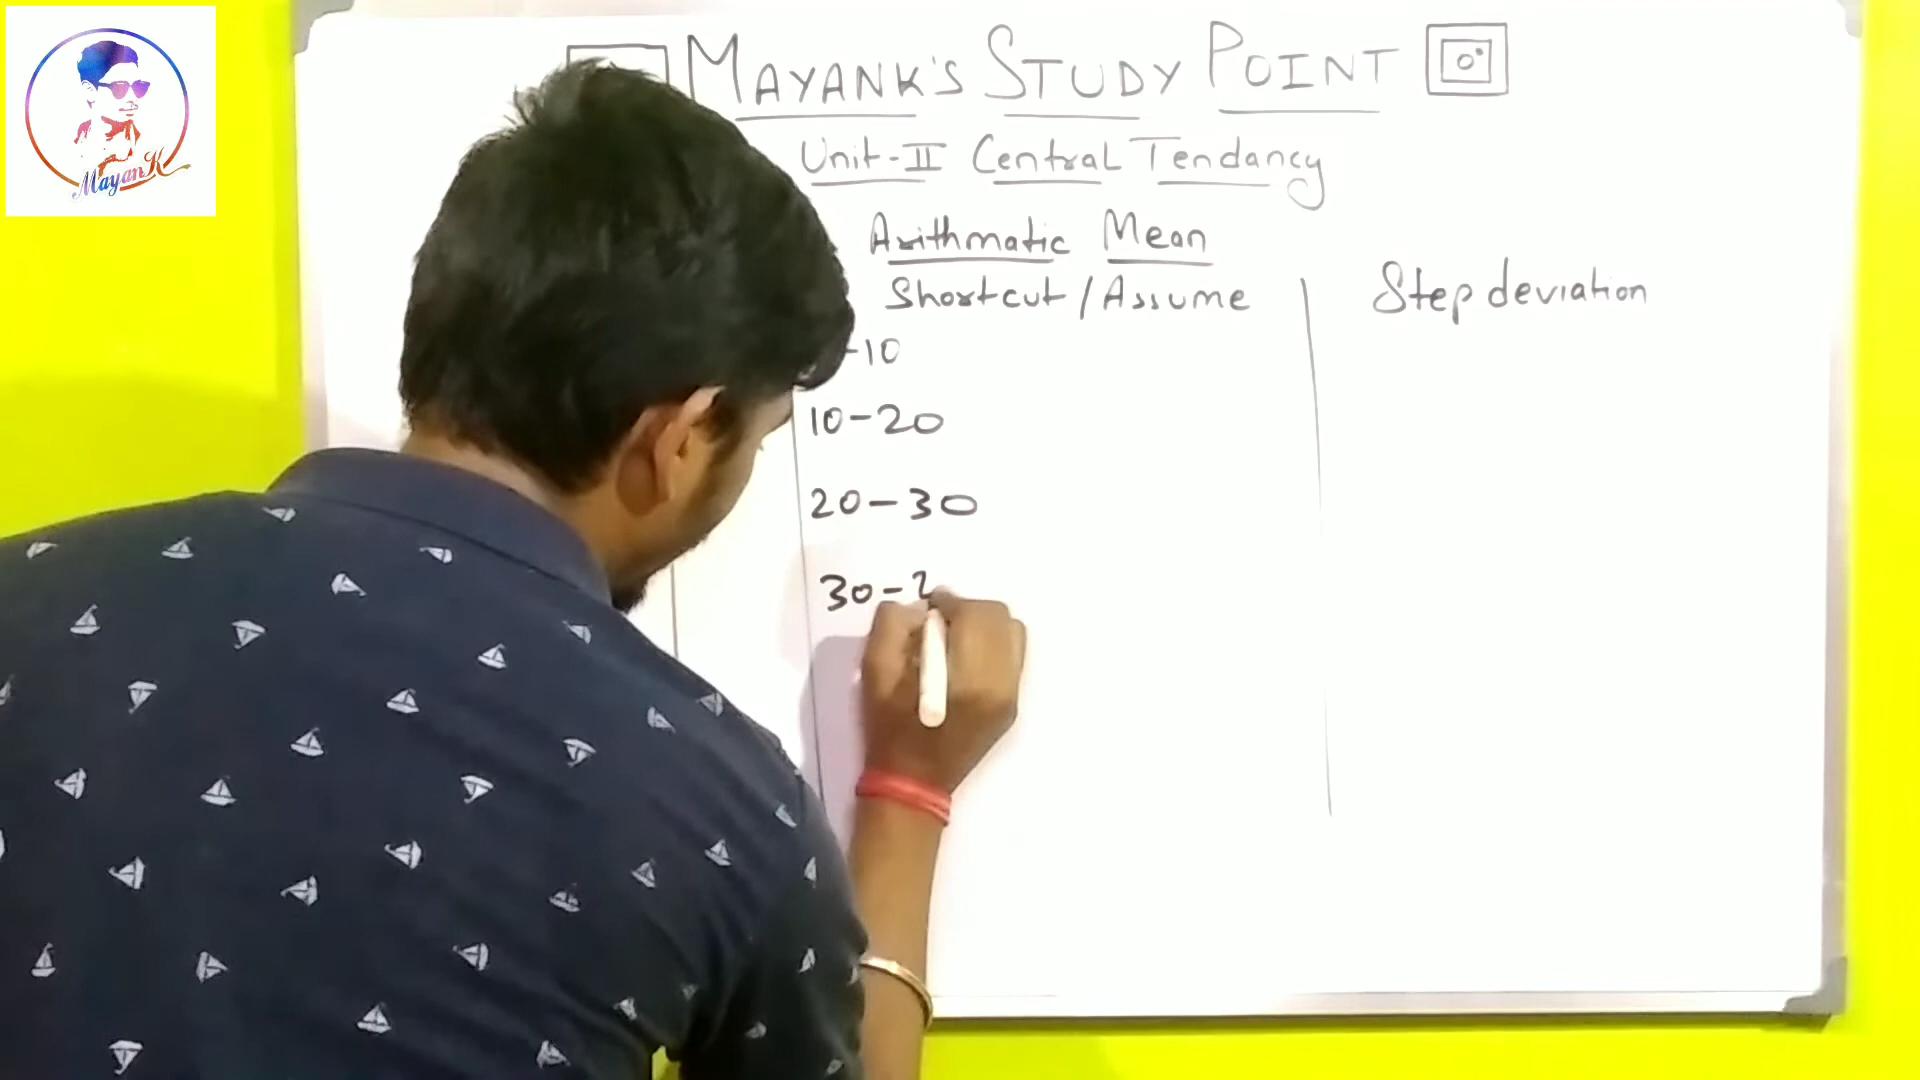 MayanK
MAYANK'S STUDY POINT
Unit-II Central Tendancy
Arithmatic Mean
Shortcut / Assume
Step deviation
-10
10-20
20-30
30-